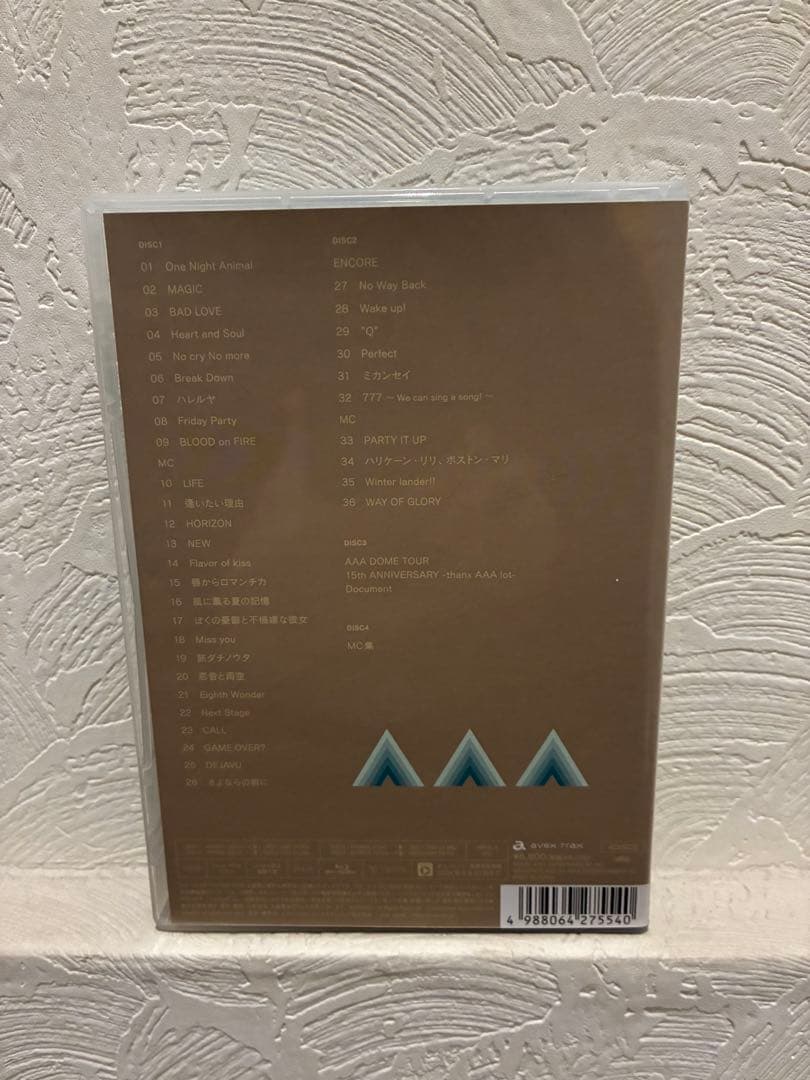 DISC1
01 One Night Animal
02 MAGIC
03 BAD LOVE
04 Heart and Soul
05 No cry No more
06 Break Down
07 ハレルヤ
08 Friday Party
09 BLOOD on FIRE
MC
10 LIFE
11 逢いたい理由
12 HORIZON
13 NEW
14 Flavor of kiss
15 唇からロマンチカ
16 風に薫る夏の記憶
17 ぼくの憂鬱と不機嫌な彼女
18 Miss you
19 旅ダチノウタ
20 恋音と雨空
21 Eighth Wonder
22 Next Stage
23 CALL
24 GAME OVER?
25 DEJAVU
26 さよならの前に
DISC2
ENCORE
27 No Way Back
28 Wake up!
29 "Q"
30 Perfect
31 ミカンセイ
32 777 ～We can sing a song!～
MC
33 PARTY IT UP
34 ハリケーン・リリ、ボストン・マリ
35 Winter lander!!
36 WAY OF GLORY
DISC3
AAA DOME TOUR
15th ANNIVERSARY -thanx AAA lot-
Document
DISC4
MC集
avex trax
4 988064 275540